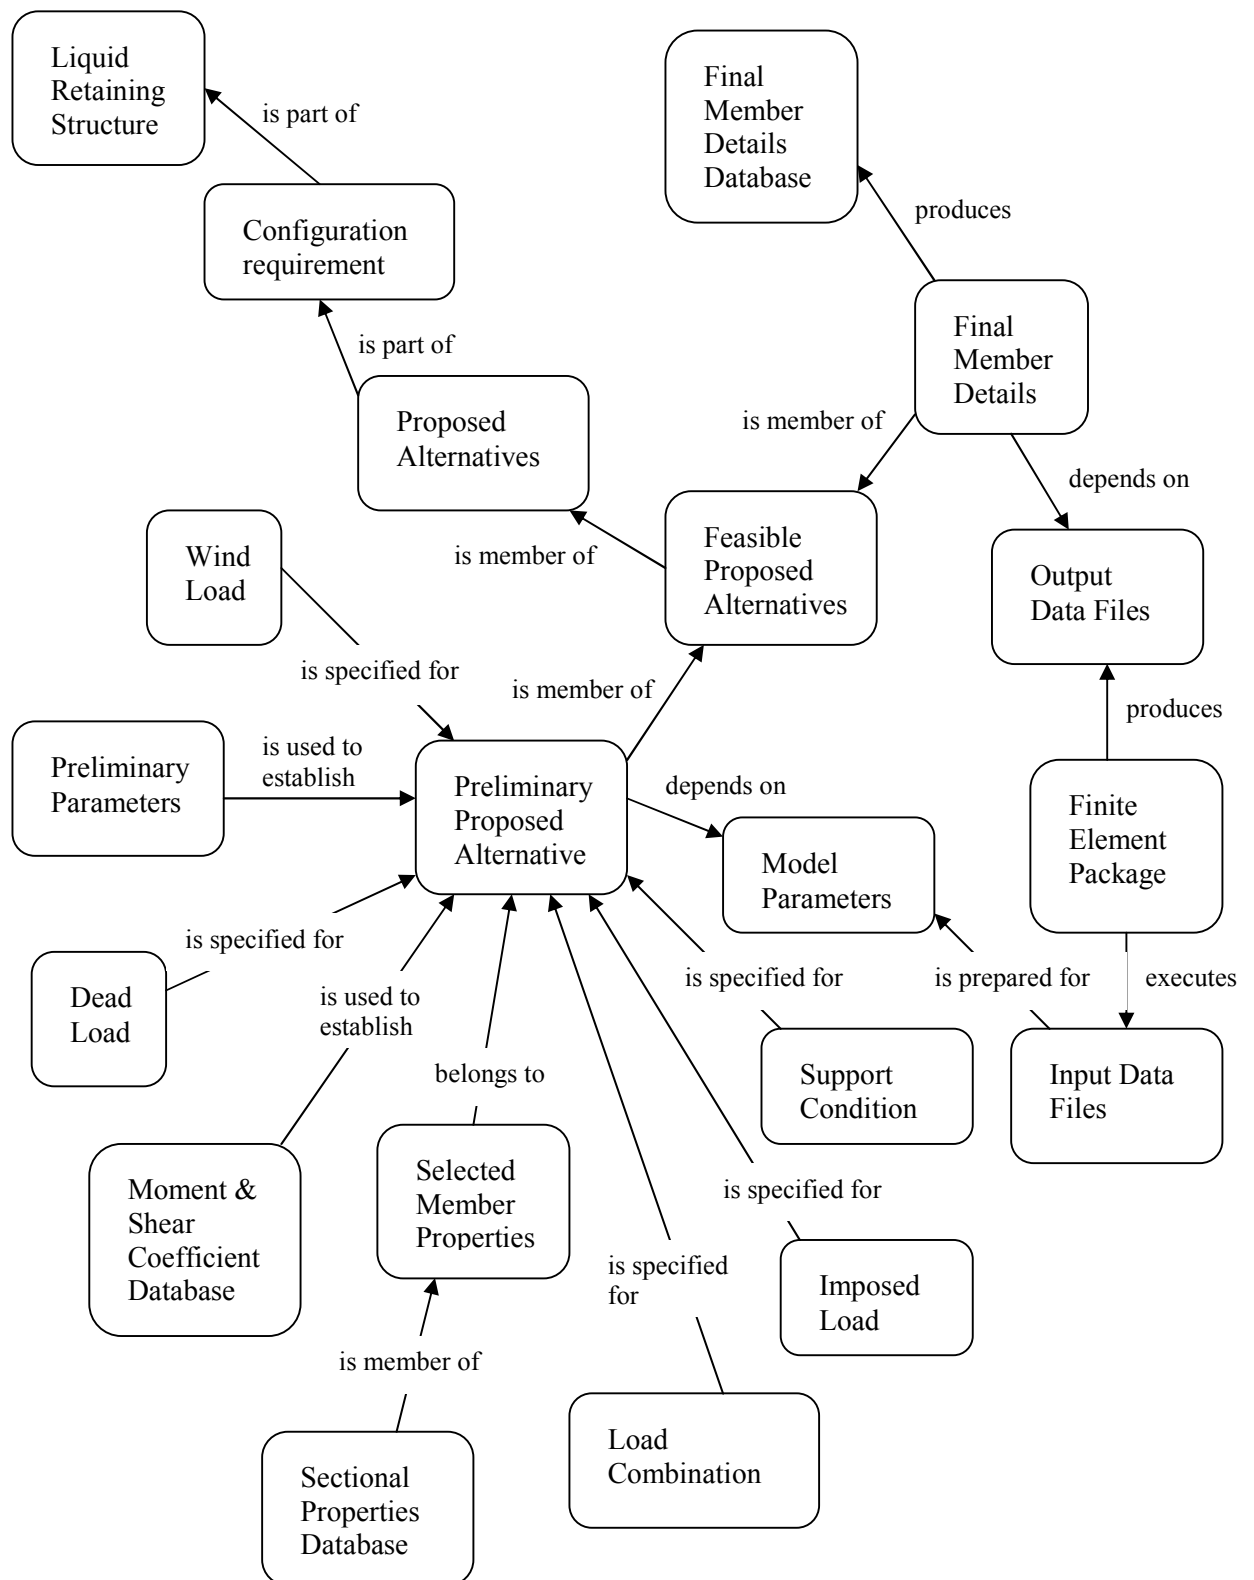 Liquid
Retaining
Structure
is part of
Final
Member
Details
Database
produces
Configuration
requirement
is part of
Final
Member
Details
Proposed
Alternatives
is member of
depends on
Wind
Load
is member of
Feasible
Proposed
Alternatives
Output
Data Files
is specified for
is member of
produces
Preliminary
Parameters
is used to
establish
Preliminary
Proposed
Alternative
depends on
Model
Parameters
Finite
Element
Package
is specified for
Dead
Load
is used to
establish
is specified for
is prepared for
executes
belongs to
Support
Condition
Input Data
Files
Moment &
Shear
Coefficient
Database
Selected
Member
Properties
is specified for
is specified
for
Imposed
Load
is member of
Sectional
Properties
Database
Load
Combination